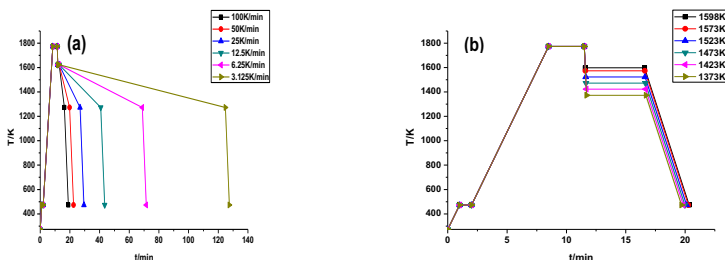 (a)
100K/min
50K/min
25K/min
12.5K/min
6.25K/min
3.125K/min
T/K
1800
1600
1400
1200
1000
800
600
400
0 20 40 60 80 100 120 140
t/min
(b)
1598K
1573K
1523K
1473K
1423K
1373K
T/K
1800
1600
1400
1200
1000
800
600
400
0 5 10 15 20
t/min